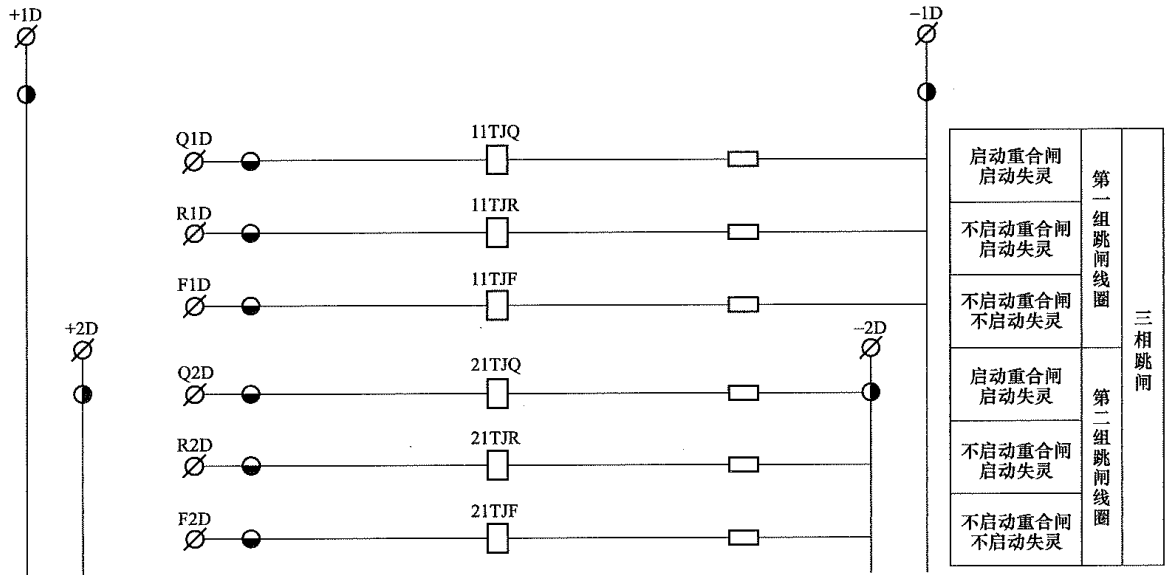 +1D
−1D
Q1D
11TJQ
启动重合闸
启动失灵
R1D
11TJR
不启动重合闸
启动失灵
F1D
11TJF
不启动重合闸
不启动失灵
第一组跳闸线圈
三相跳闸
+2D
−2D
Q2D
21TJQ
启动重合闸
启动失灵
R2D
21TJR
不启动重合闸
启动失灵
F2D
21TJF
不启动重合闸
不启动失灵
第二组跳闸线圈